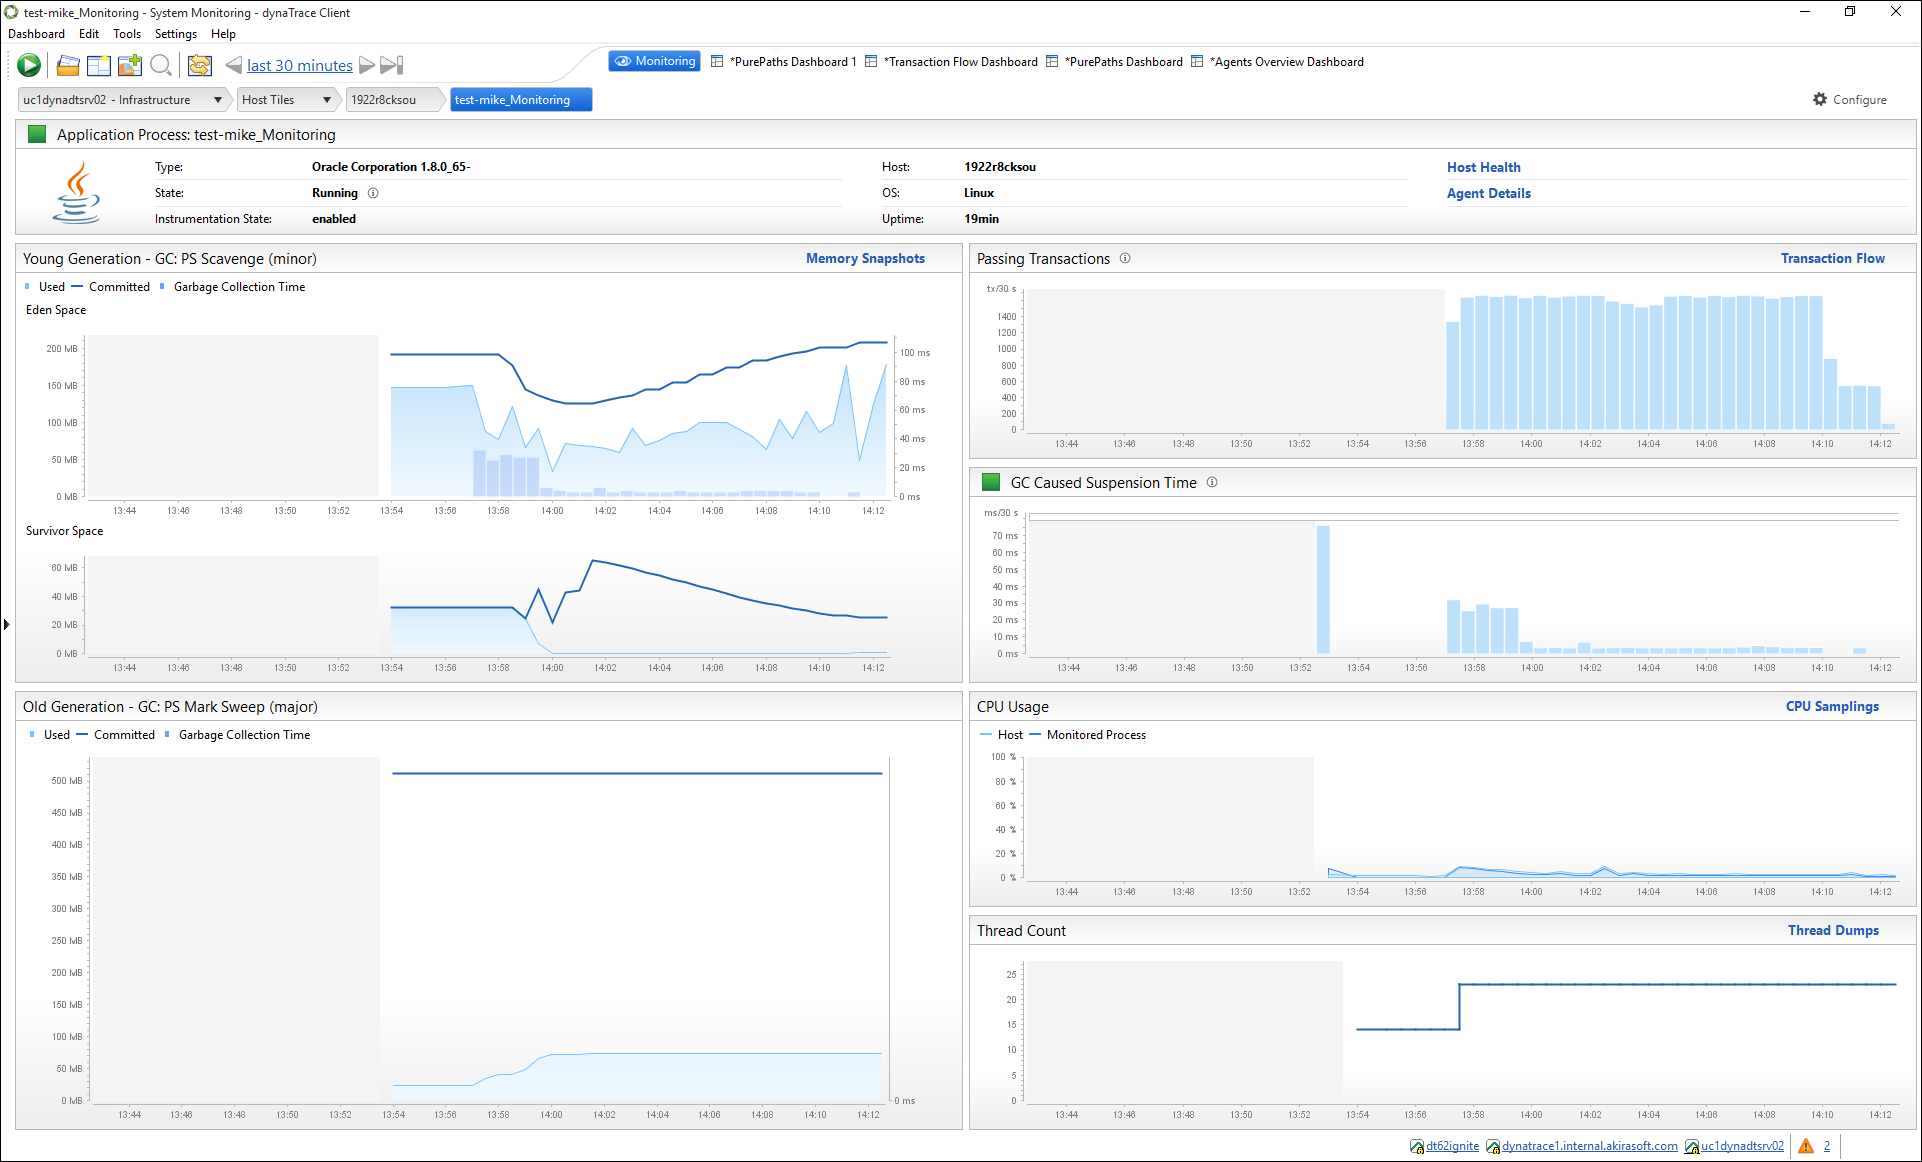 test-mike_Monitoring - System Monitoring - dynaTrace Client
Dashboard Edit Tools Settings Help
last 30 minutes
Monitoring *PurePaths Dashboard 1 *Transaction Flow Dashboard *PurePaths Dashboard *Agents Overview Dashboard
uc1dynadtsrv02 - Infrastructure Host Tiles 1922r8cksou test-mike_Monitoring Configure
Application Process: test-mike_Monitoring
Type: Oracle Corporation 1.8.0_65- Host: 1922r8cksou Host Health
State: Running OS: Linux Agent Details
Instrumentation State: enabled Uptime: 19min
Young Generation - GC: PS Scavenge (minor) Memory Snapshots
Used Committed Garbage Collection Time
Eden Space
200 MB
150 MB
100 MB
50 MB
0 MB
100 ms
80 ms
60 ms
40 ms
20 ms
0 ms
13:44 13:46 13:48 13:50 13:52 13:54 13:56 13:58 14:00 14:02 14:04 14:06 14:08 14:10 14:12
Survivor Space
60 MB
40 MB
20 MB
0 MB
13:44 13:46 13:48 13:50 13:52 13:54 13:56 13:58 14:00 14:02 14:04 14:06 14:08 14:10 14:12
Passing Transactions Transaction Flow
tx/30 s
1400
1200
1000
800
600
400
200
0
13:44 13:46 13:48 13:50 13:52 13:54 13:56 13:58 14:00 14:02 14:04 14:06 14:08 14:10 14:12
GC Caused Suspension Time
ms/30 s
70 ms
60 ms
50 ms
40 ms
30 ms
20 ms
10 ms
0 ms
13:44 13:46 13:48 13:50 13:52 13:54 13:56 13:58 14:00 14:02 14:04 14:06 14:08 14:10 14:12
Old Generation - GC: PS Mark Sweep (major)
Used Committed Garbage Collection Time
500 MB
450 MB
400 MB
350 MB
300 MB
250 MB
200 MB
150 MB
100 MB
50 MB
0 MB
0 ms
13:44 13:46 13:48 13:50 13:52 13:54 13:56 13:58 14:00 14:02 14:04 14:06 14:08 14:10 14:12
CPU Usage CPU Samplings
Host Monitored Process
100 %
80 %
60 %
40 %
20 %
0 %
13:44 13:46 13:48 13:50 13:52 13:54 13:56 13:58 14:00 14:02 14:04 14:06 14:08 14:10 14:12
Thread Count Thread Dumps
25
20
15
10
5
0
13:44 13:46 13:48 13:50 13:52 13:54 13:56 13:58 14:00 14:02 14:04 14:06 14:08 14:10 14:12
dt62ignite dynatrace1.internal.akirasoft.com uc1dynadtsrv02 2